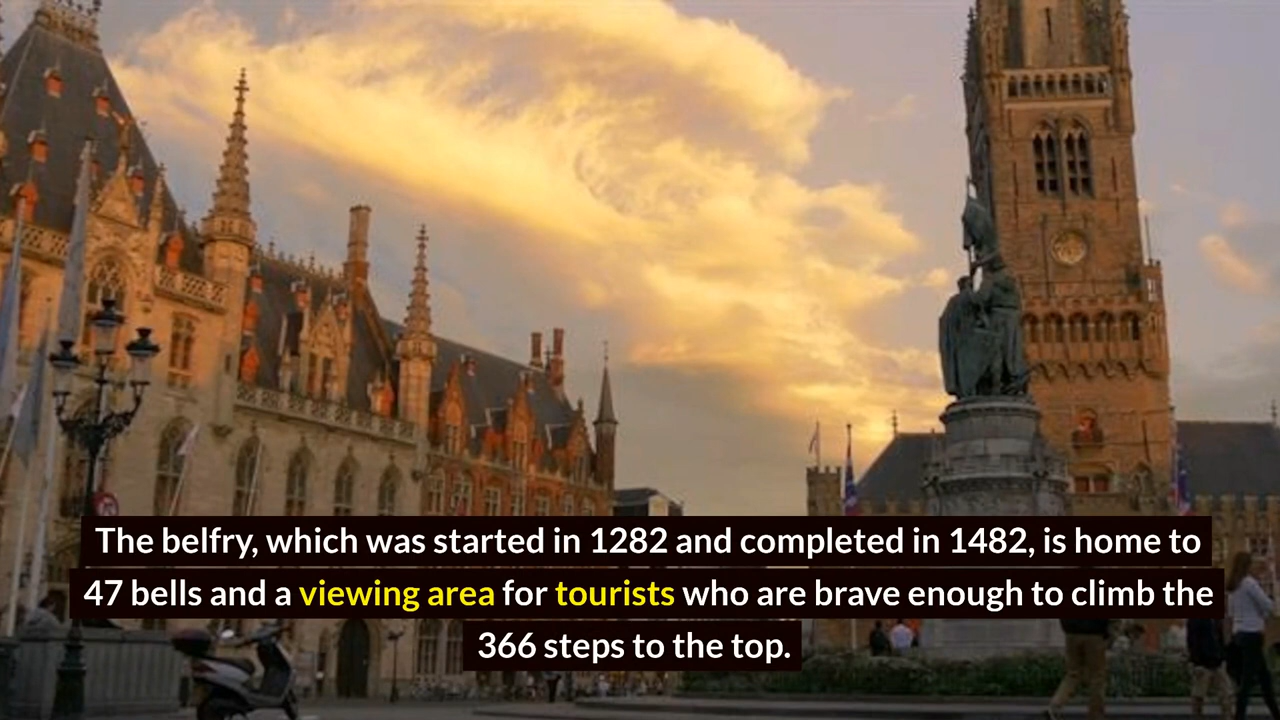 The belfry, which was started in 1282 and completed in 1482, is home to
47 bells and a viewing area for tourists who are brave enough to climb the
366 steps to the top.